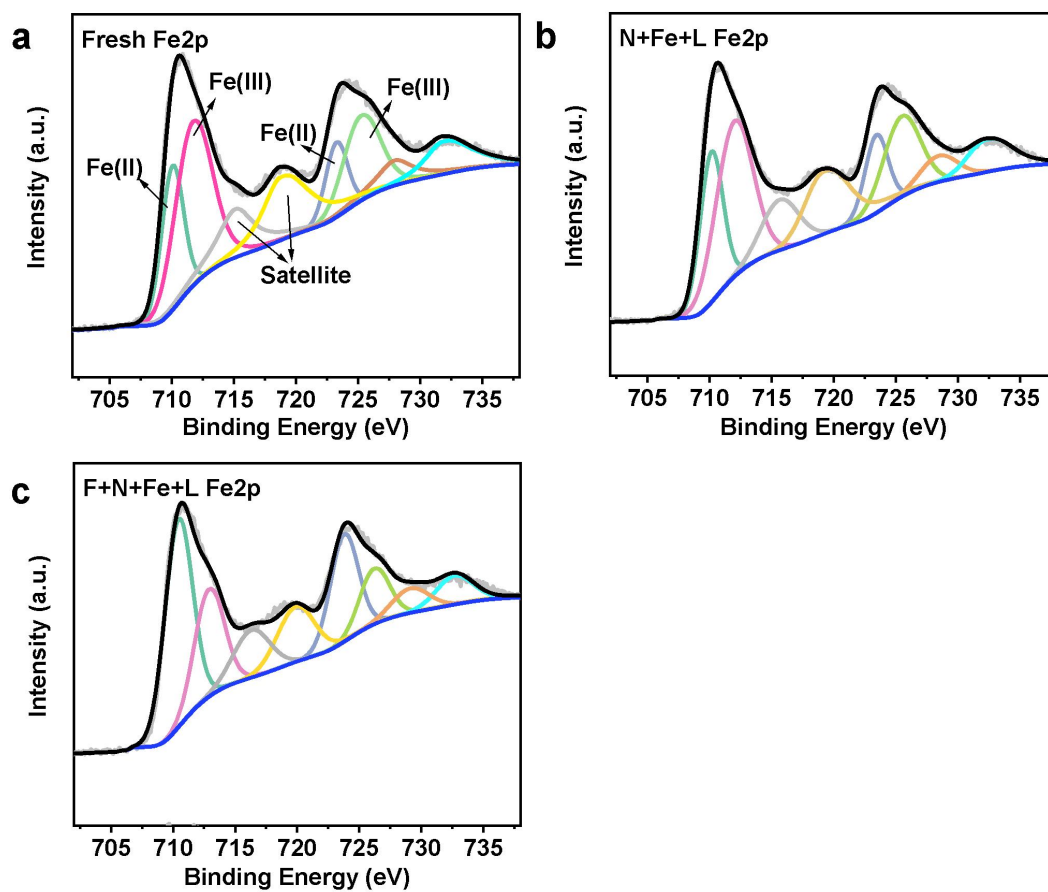 a
Fresh Fe2p
Fe(III)
Fe(II)
Fe(II)
Fe(III)
Satellite
Intensity (a.u.)
705 710 715 720 725 730 735
Binding Energy (eV)
b
N+Fe+L Fe2p
Intensity (a.u.)
705 710 715 720 725 730 735
Binding Energy (eV)
c
F+N+Fe+L Fe2p
Intensity (a.u.)
705 710 715 720 725 730 735
Binding Energy (eV)